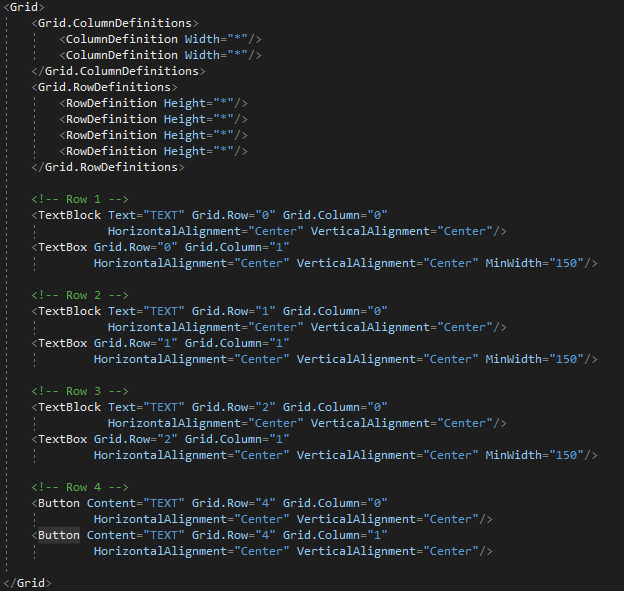 <Grid>
<Grid.ColumnDefinitions>
<ColumnDefinition Width="*"/>
<ColumnDefinition Width="*"/>
</Grid.ColumnDefinitions>
<Grid.RowDefinitions>
<RowDefinition Height="*"/>
<RowDefinition Height="*"/>
<RowDefinition Height="*"/>
<RowDefinition Height="*"/>
</Grid.RowDefinitions>
<!-- Row 1 -->
<TextBlock Text="TEXT" Grid.Row="0" Grid.Column="0"
HorizontalAlignment="Center" VerticalAlignment="Center"/>
<TextBox Grid.Row="0" Grid.Column="1"
HorizontalAlignment="Center" VerticalAlignment="Center" MinWidth="150"/>
<!-- Row 2 -->
<TextBlock Text="TEXT" Grid.Row="1" Grid.Column="0"
HorizontalAlignment="Center" VerticalAlignment="Center"/>
<TextBox Grid.Row="1" Grid.Column="1"
HorizontalAlignment="Center" VerticalAlignment="Center" MinWidth="150"/>
<!-- Row 3 -->
<TextBlock Text="TEXT" Grid.Row="2" Grid.Column="0"
HorizontalAlignment="Center" VerticalAlignment="Center"/>
<TextBox Grid.Row="2" Grid.Column="1"
HorizontalAlignment="Center" VerticalAlignment="Center" MinWidth="150"/>
<!-- Row 4 -->
<Button Content="TEXT" Grid.Row="4" Grid.Column="0"
HorizontalAlignment="Center" VerticalAlignment="Center"/>
<Button Content="TEXT" Grid.Row="4" Grid.Column="1"
HorizontalAlignment="Center" VerticalAlignment="Center"/>
</Grid>